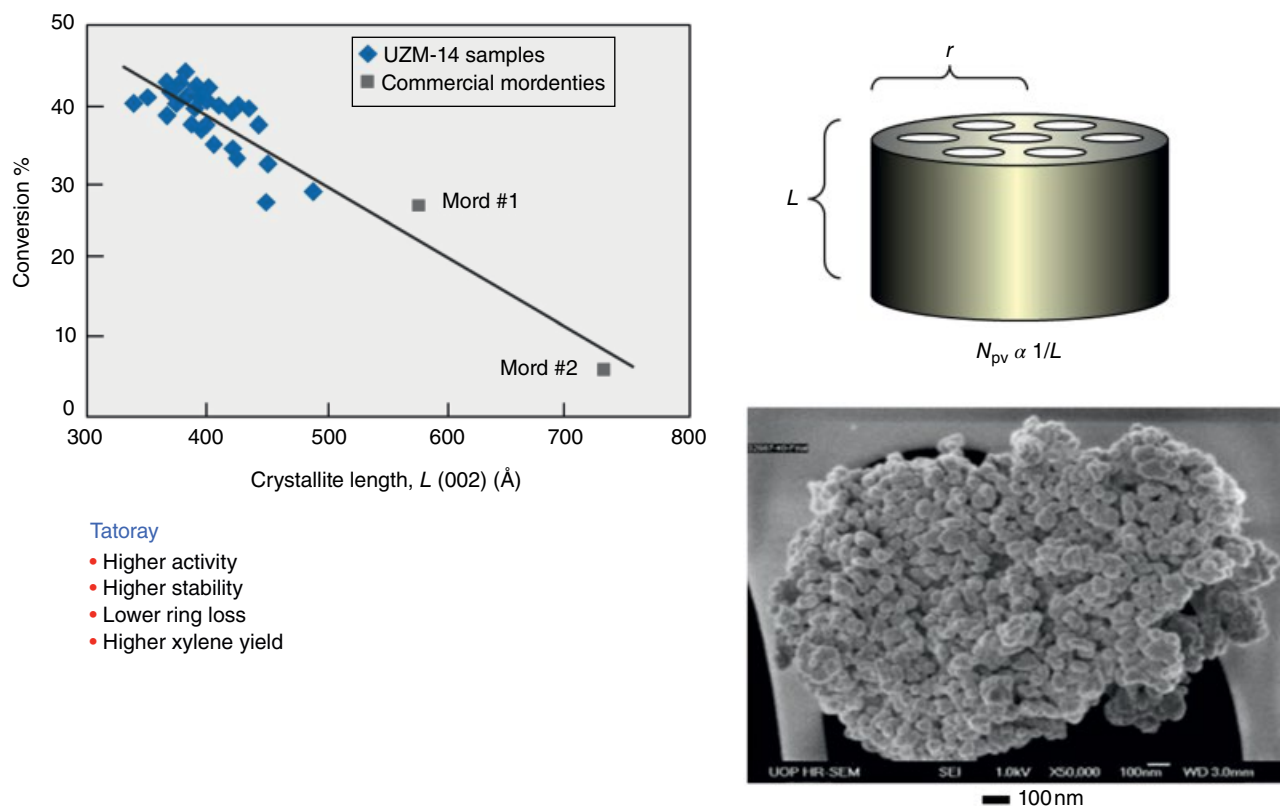 50
40
30
20
10
0
Conversion %
UZM-14 samples
Commercial mordenties
Mord #1
Mord #2
300 400 500 600 700 800
Crystallite length, L (002) (Å)
Tatoray
• Higher activity
• Higher stability
• Lower ring loss
• Higher xylene yield
r
L
Npv α 1/L
UOP HR-SEM SEI 1.0kV X50,000 100nm WD 3.0mm
100 nm